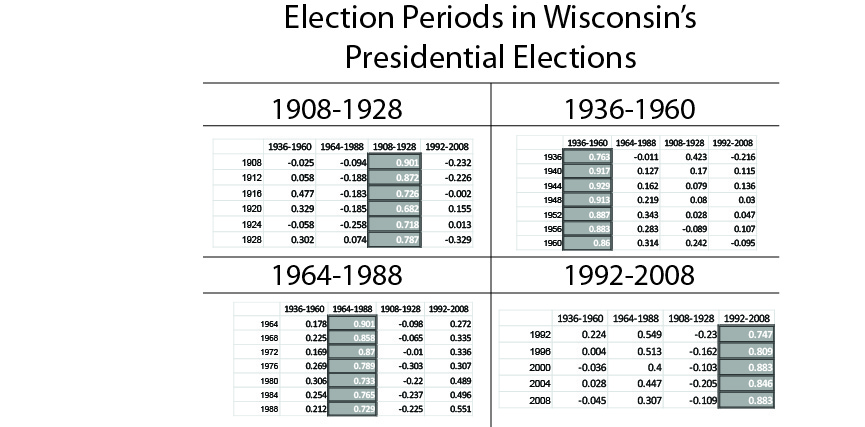 Election Periods in Wisconsin's
Presidential Elections
1908-1928
1936-1960 1964-1988 1908-1928 1992-2008
1908 -0.025 -0.094 0.901 -0.232
1912 0.058 -0.188 0.872 -0.226
1916 0.477 -0.183 0.726 -0.002
1920 0.329 -0.185 0.682 0.155
1924 -0.058 -0.258 0.718 0.013
1928 0.302 0.074 0.787 -0.329
1936-1960
1936-1960 1964-1988 1908-1928 1992-2008
1936 0.763 -0.011 0.423 -0.216
1940 0.917 0.127 0.17 0.115
1944 0.929 0.162 0.079 0.136
1948 0.913 0.219 0.08 0.03
1952 0.887 0.343 0.028 0.047
1956 0.883 0.283 -0.089 0.107
1960 0.86 0.314 0.242 -0.095
1964-1988
1936-1960 1964-1988 1908-1928 1992-2008
1964 0.178 0.901 -0.098 0.272
1968 0.225 0.858 -0.065 0.335
1972 0.169 0.87 -0.01 0.336
1976 0.269 0.789 -0.303 0.307
1980 0.306 0.733 -0.22 0.489
1984 0.254 0.765 -0.237 0.496
1988 0.212 0.729 -0.225 0.551
1992-2008
1936-1960 1964-1988 1908-1928 1992-2008
1992 0.224 0.549 -0.23 0.747
1996 0.004 0.513 -0.162 0.809
2000 -0.036 0.4 -0.103 0.883
2004 0.028 0.447 -0.205 0.846
2008 -0.045 0.307 -0.109 0.883